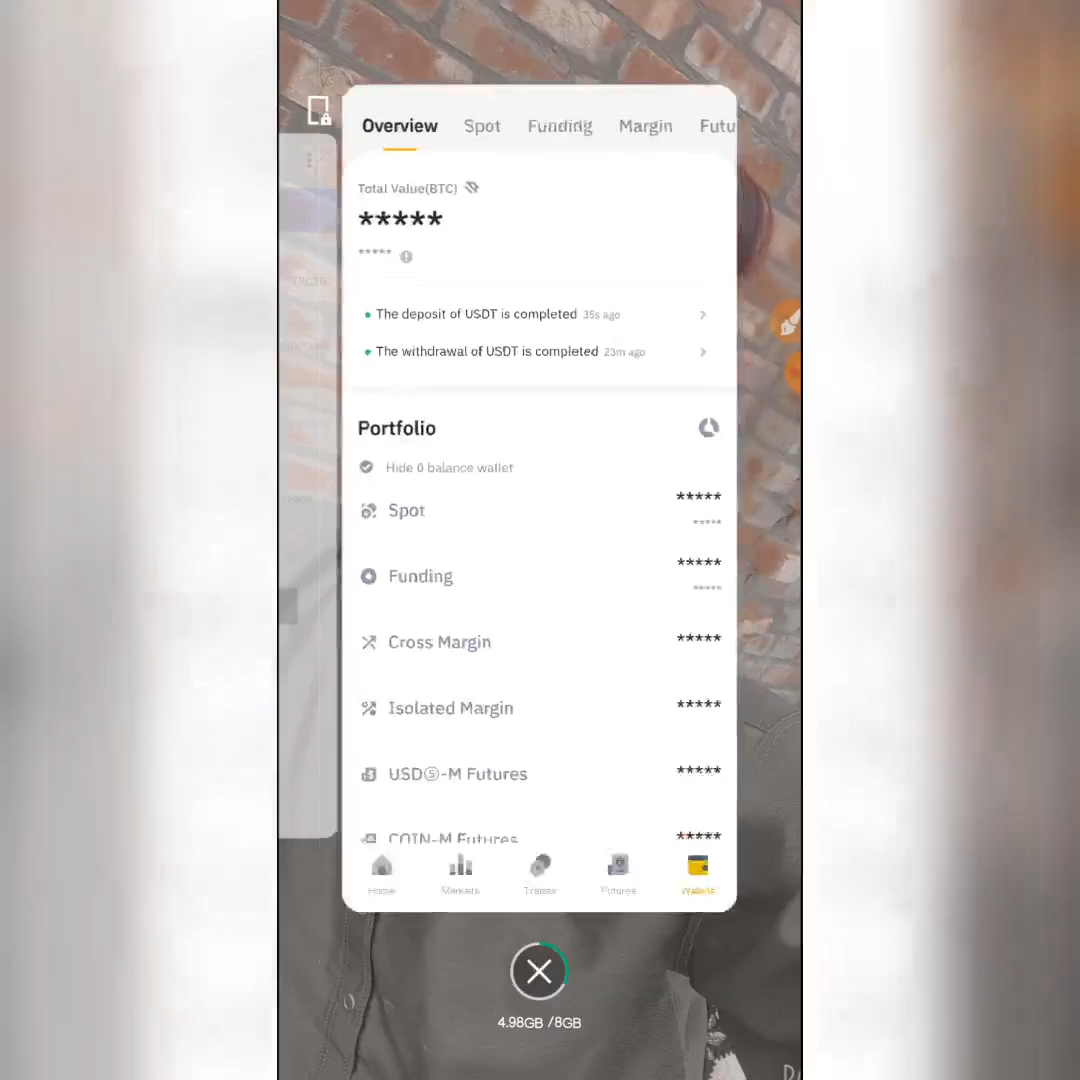 Overview Spot Funding Margin Futu
Total Value(BTC)
*****
*****
The deposit of USDT is completed 35s ago
The withdrawal of USDT is completed 23m ago
TRC20
Portfolio
Hide 0 balance wallet
Spot *****
*****
Funding *****
*****
Cross Margin *****
Isolated Margin *****
USDⓈ-M Futures *****
COIN-M Futures *****
Home Markets Trades Futures Wallets
4.98GB /8GB